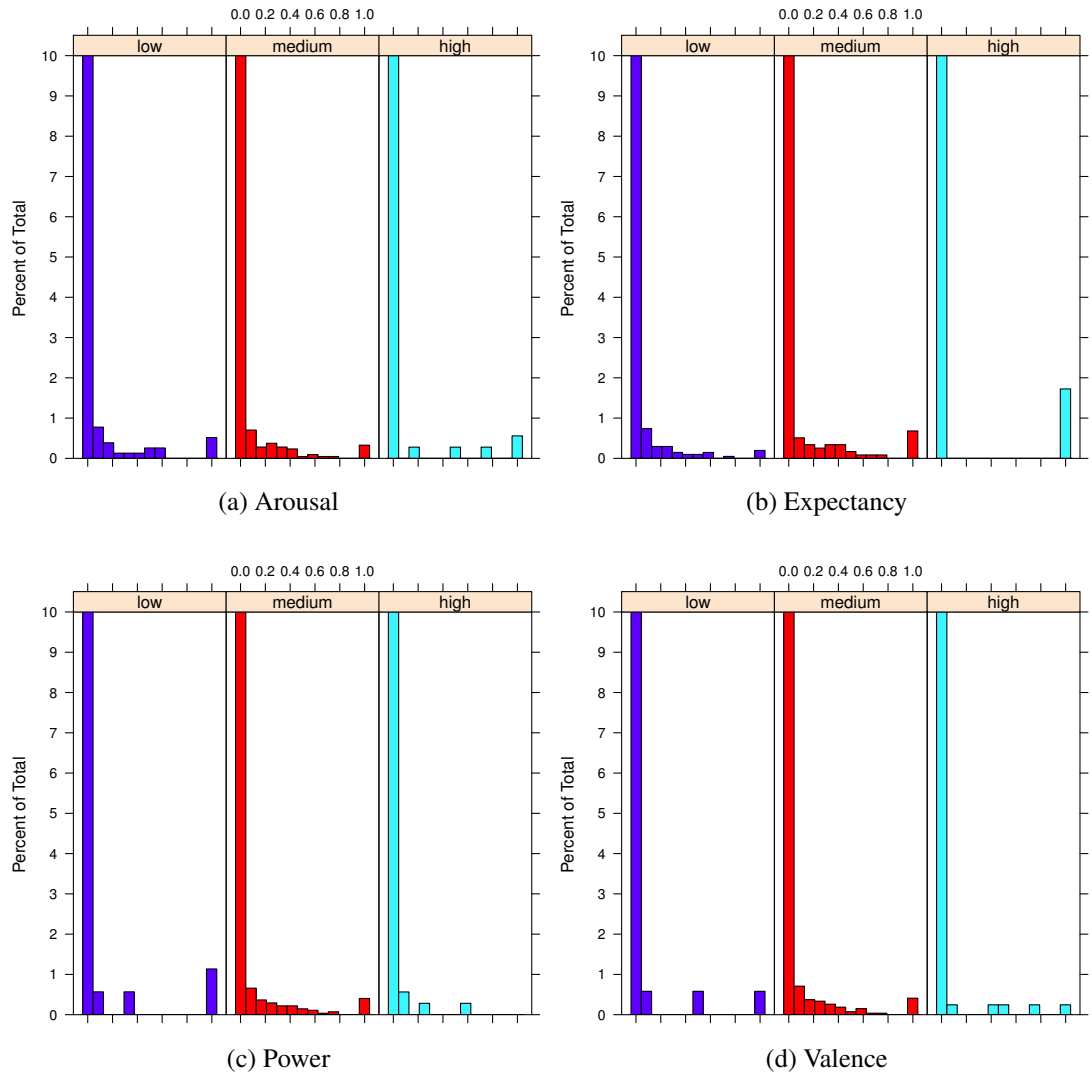 0.0 0.2 0.4 0.6 0.8 1.0
low medium high
10
9
8
7
6
5
4
3
2
1
0
Percent of Total
(a) Arousal
0.0 0.2 0.4 0.6 0.8 1.0
low medium high
10
9
8
7
6
5
4
3
2
1
0
Percent of Total
(b) Expectancy
0.0 0.2 0.4 0.6 0.8 1.0
low medium high
10
9
8
7
6
5
4
3
2
1
0
Percent of Total
(c) Power
0.0 0.2 0.4 0.6 0.8 1.0
low medium high
10
9
8
7
6
5
4
3
2
1
0
Percent of Total
(d) Valence